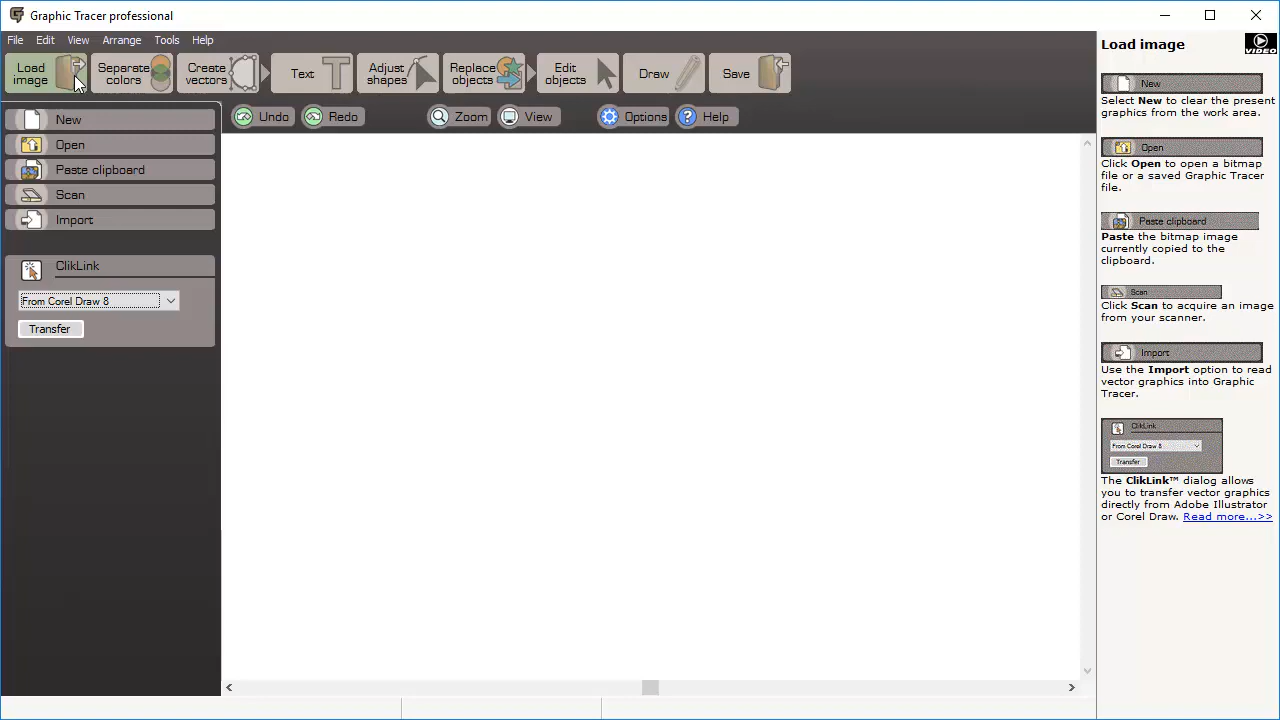 Graphic Tracer professional
File Edit View Arrange Tools Help
Load image
Separate colors
Create vectors
Text
Adjust shapes
Replace objects
Edit objects
Draw
Save
Undo
Redo
Zoom
View
Options
Help
New
Open
Paste clipboard
Scan
Import
ClikLink
From Corel Draw 8
Transfer
Load image
VIDEO
New
Select New to clear the present
graphics from the work area.
Open
Click Open to open a bitmap
file or a saved Graphic Tracer
file.
Paste clipboard
Paste the bitmap image
currently copied to the
clipboard.
Scan
Click Scan to acquire an image
from your scanner.
Import
Use the Import option to read
vector graphics into Graphic
Tracer.
ClikLink
From Corel Draw 8
Transfer
The ClikLink™ dialog allows
you to transfer vector graphics
directly from Adobe Illustrator
or Corel Draw. Read more...>>